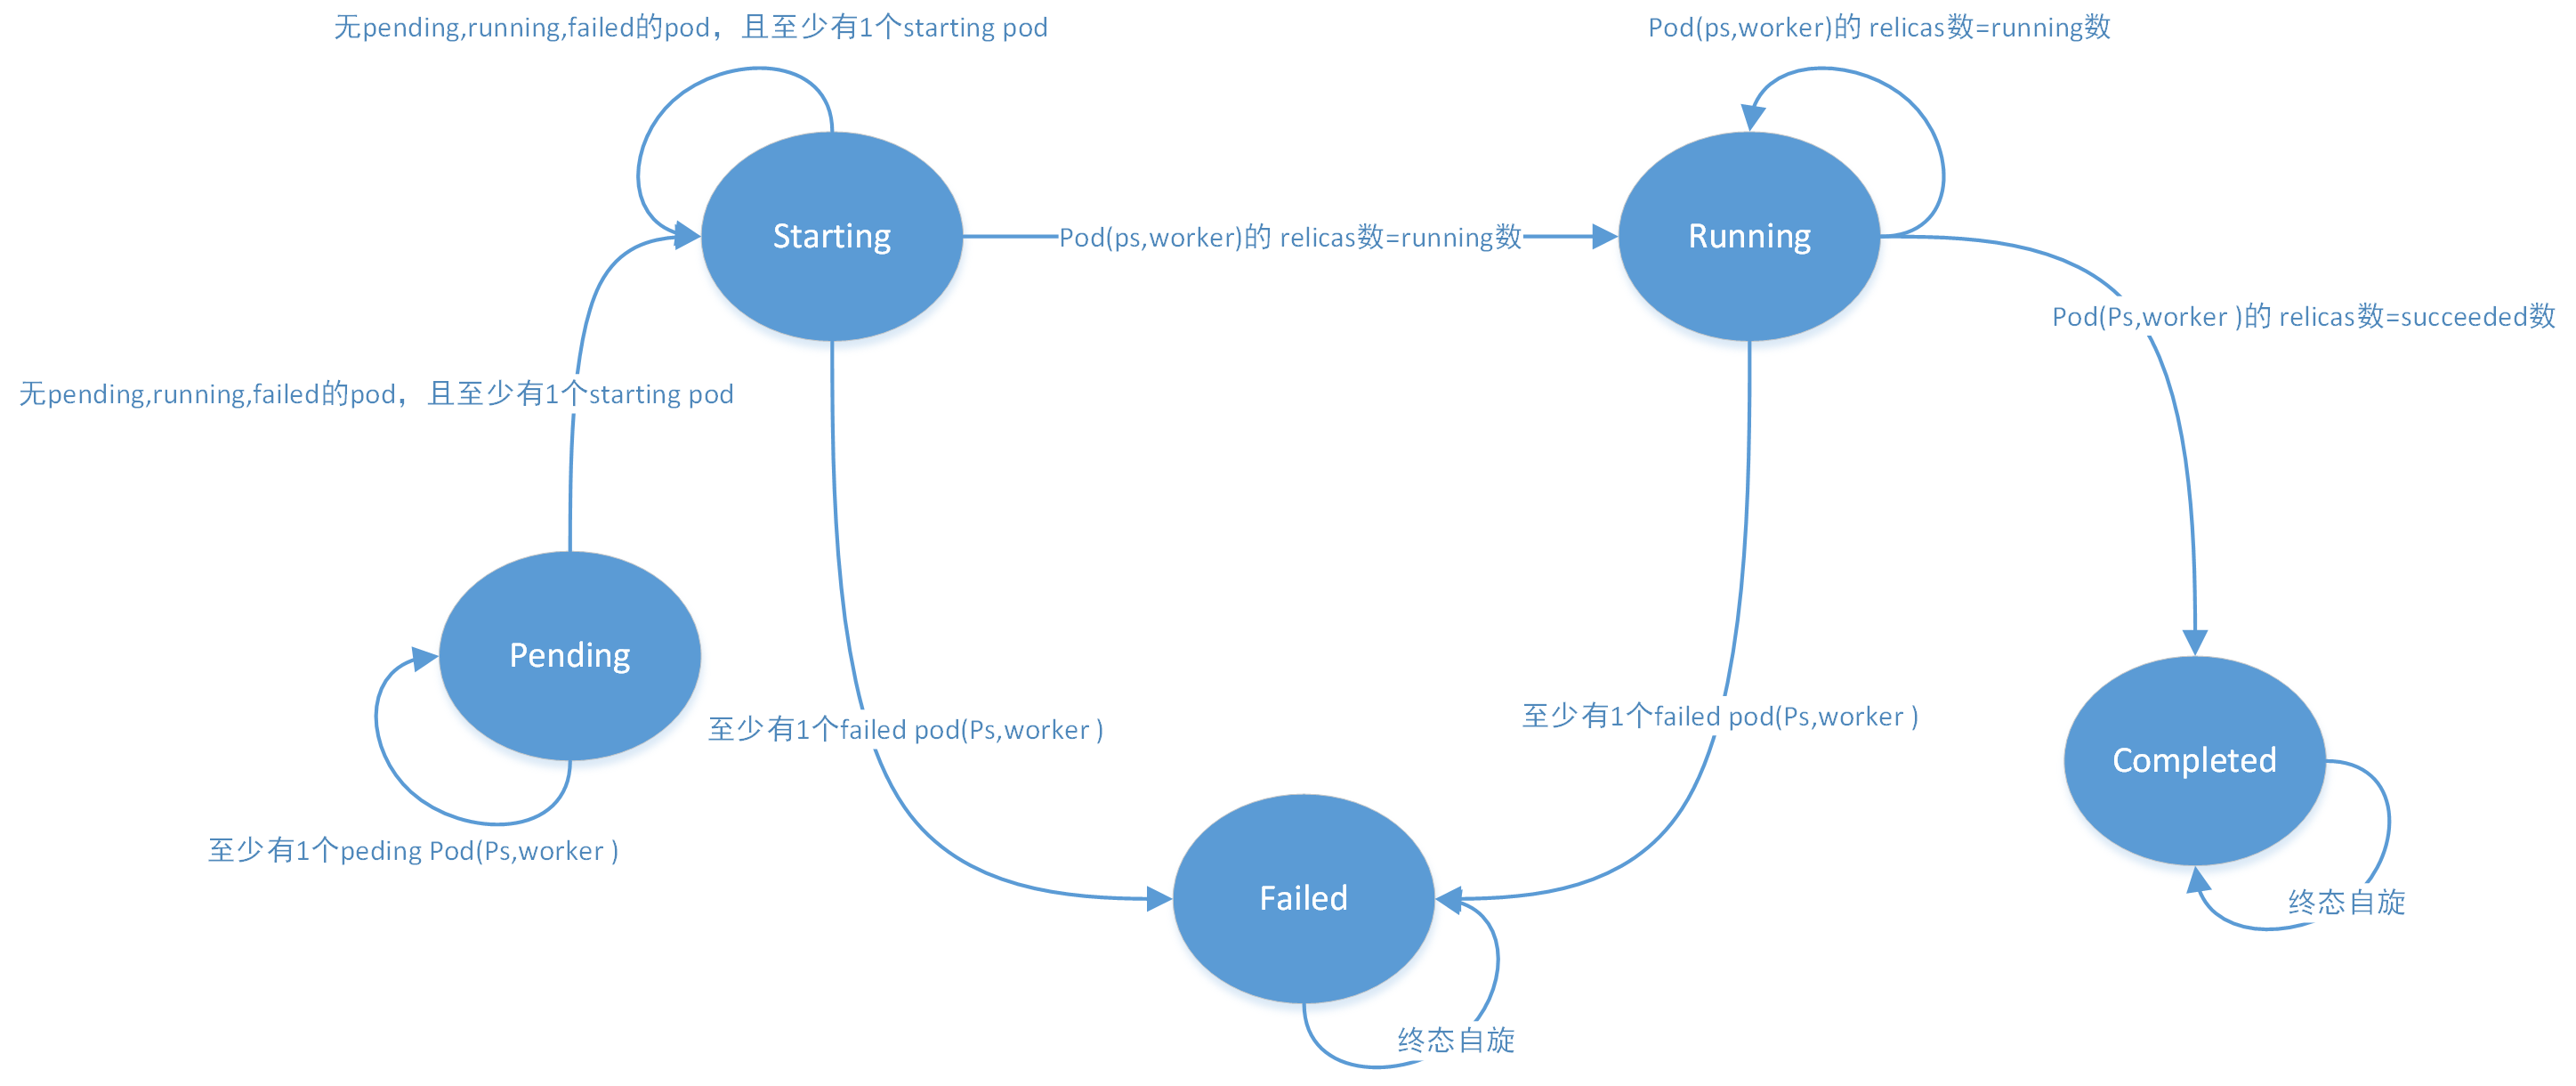 无pending,running,failed的pod，且至少有1个starting pod
Pod(ps,worker)的 relicas数=running数
Starting
Pod(ps,worker)的 relicas数=running数
Running
Pod(Ps,worker )的 relicas数=succeeded数
无pending,running,failed的pod，且至少有1个starting pod
Pending
至少有1个failed pod(Ps,worker )
至少有1个failed pod(Ps,worker )
Completed
至少有1个peding Pod(Ps,worker )
Failed
终态自旋
终态自旋